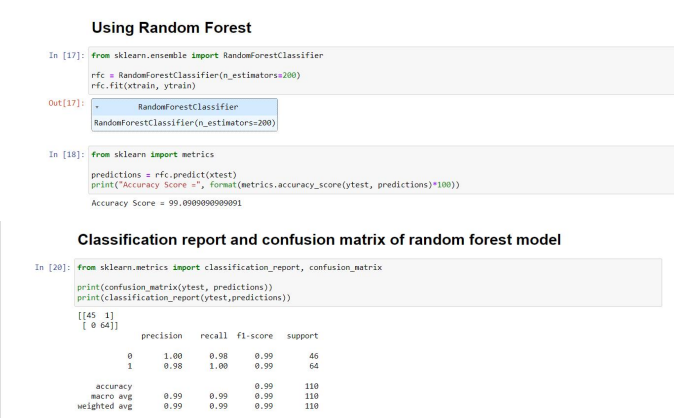 Using Random Forest
In [17]: from sklearn.ensemble import RandomForestClassifier
rfc = RandomForestClassifier(n_estimators=200)
rfc.fit(xtrain, ytrain)
Out[17]:
RandomForestClassifier
RandomForestClassifier(n_estimators=200)
In [18]: from sklearn import metrics
predictions = rfc.predict(xtest)
print("Accuracy Score =", format(metrics.accuracy_score(ytest, predictions)*100))
Accuracy Score = 99.0909090909091
Classification report and confusion matrix of random forest model
In [20]: from sklearn.metrics import classification_report, confusion_matrix
print(confusion_matrix(ytest, predictions))
print(classification_report(ytest,predictions))
[[45 1]
[ 0 64]]
precision recall f1-score support
0 1.00 0.98 0.99 46
1 0.98 1.00 0.99 64
accuracy 0.99 110
macro avg 0.99 0.99 0.99 110
weighted avg 0.99 0.99 0.99 110